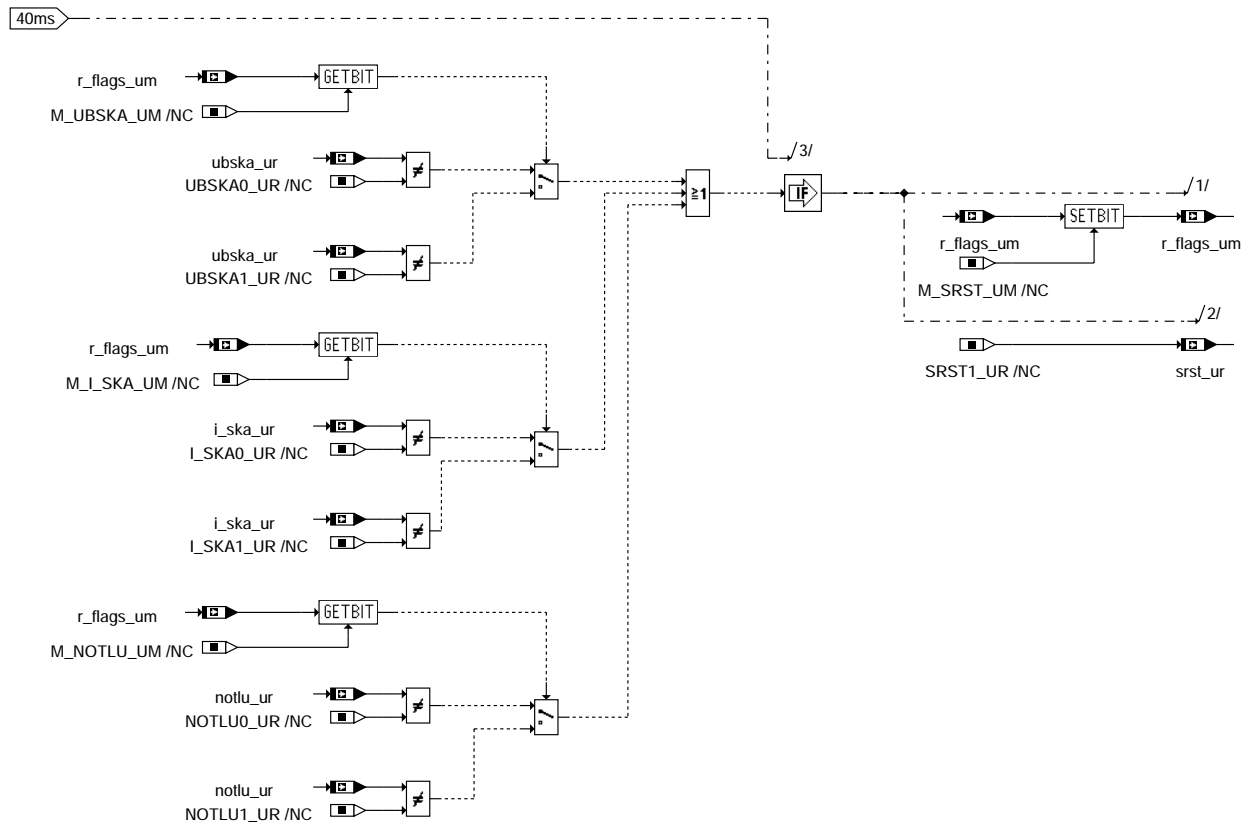 40ms
r_flags_um
GETBIT
M_UBSKA_UM /NC
/3/
ubska_ur
UBSKA0_UR /NC
≠
≧1
IF
/1/
SETBIT
r_flags_um
r_flags_um
M_SRST_UM /NC
ubska_ur
UBSKA1_UR /NC
≠
/2/
SRST1_UR /NC
srst_ur
r_flags_um
GETBIT
M_I_SKA_UM /NC
i_ska_ur
I_SKA0_UR /NC
≠
i_ska_ur
I_SKA1_UR /NC
≠
r_flags_um
GETBIT
M_NOTLU_UM /NC
notlu_ur
NOTLU0_UR /NC
≠
notlu_ur
NOTLU1_UR /NC
≠